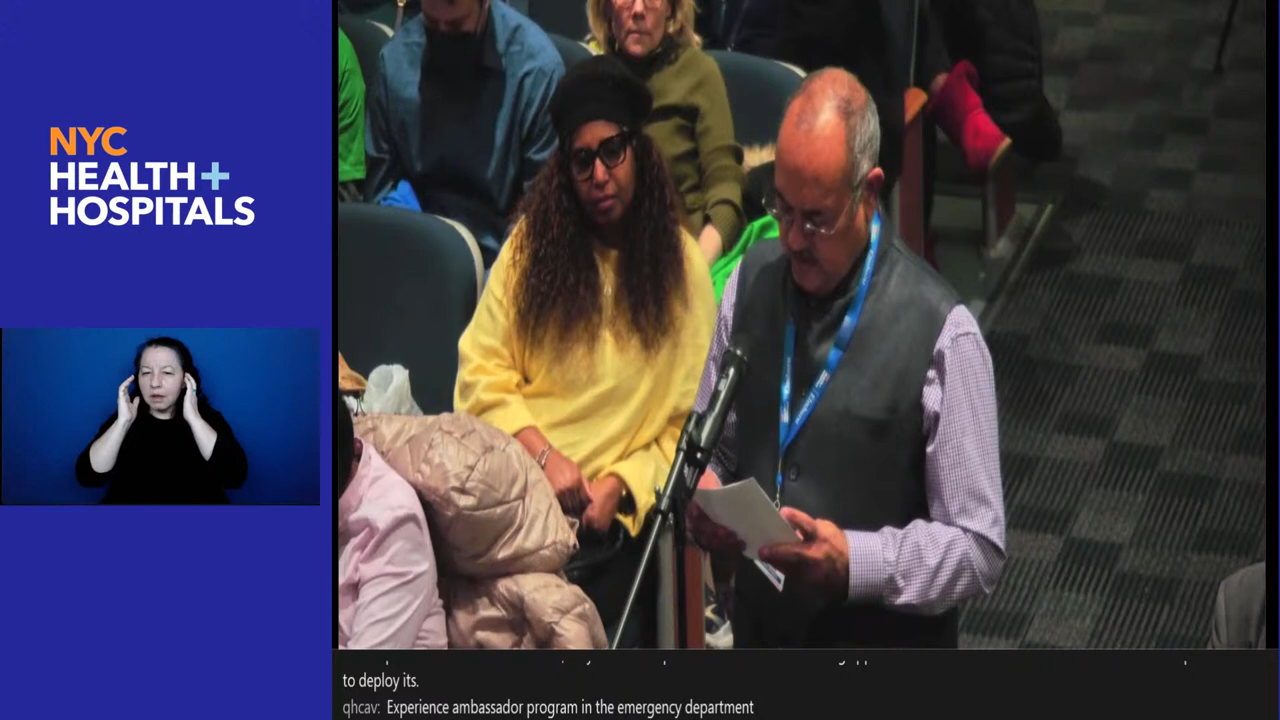 NYC
HEALTH+
HOSPITALS
to deploy its.
qhcav: Experience ambassador program in the emergency department